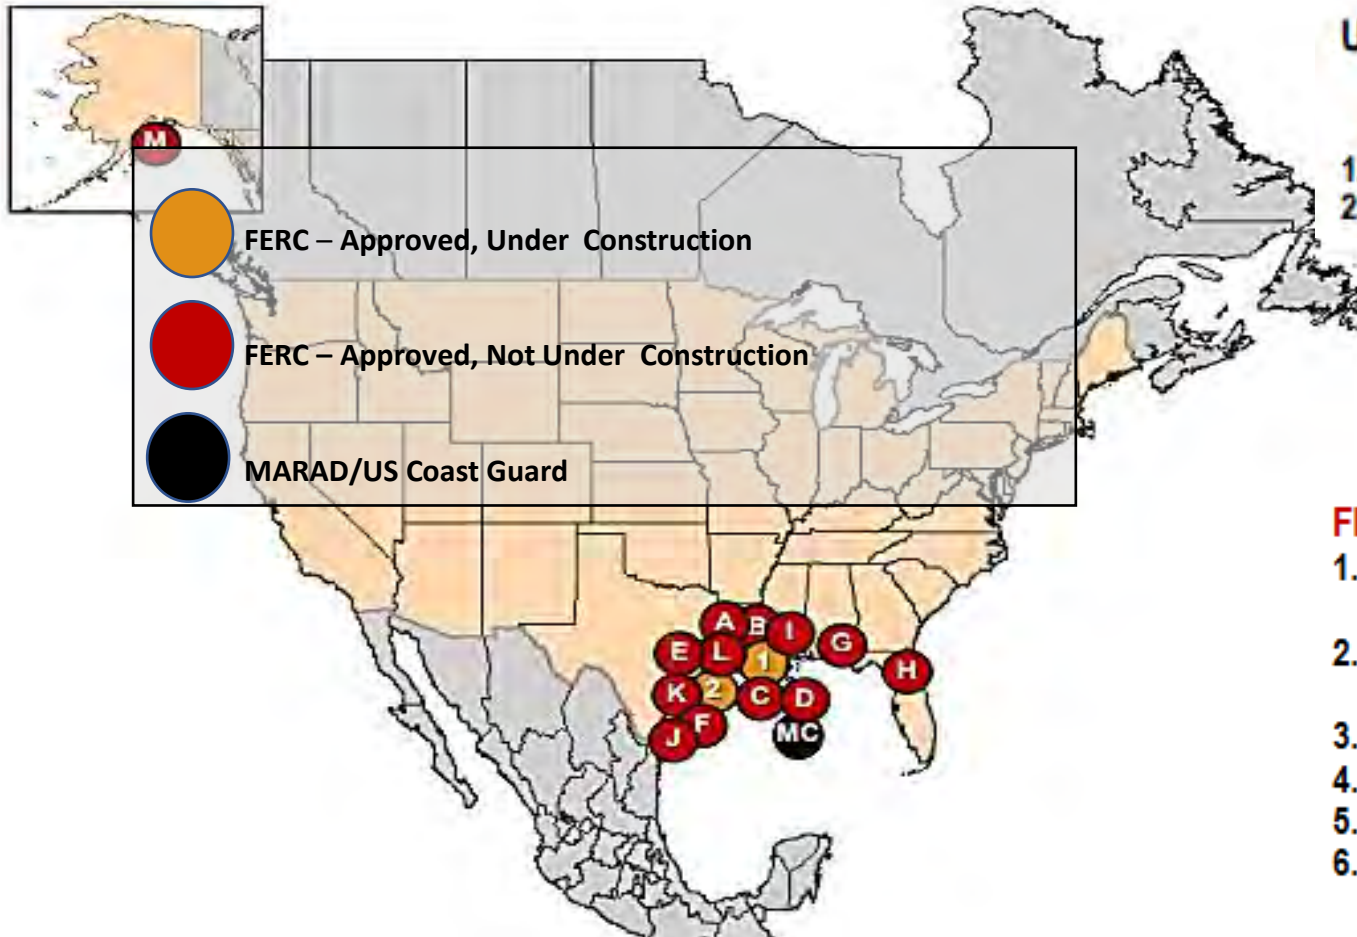 U
1
2
M
FERC – Approved, Under Construction
FERC – Approved, Not Under Construction
MARAD/US Coast Guard
FI
1.
2.
3.
4.
5.
6.
A B I
G
E L 1
H
K 2 C D
F
J
MC